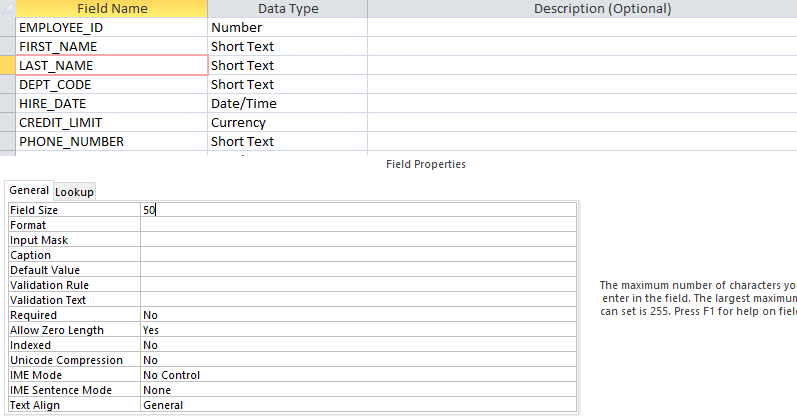 Field Name Data Type Description (Optional)
EMPLOYEE_ID Number
FIRST_NAME Short Text
LAST_NAME Short Text
DEPT_CODE Short Text
HIRE_DATE Date/Time
CREDIT_LIMIT Currency
PHONE_NUMBER Short Text
Field Properties
General Lookup
Field Size 50
Format
Input Mask
Caption
Default Value
Validation Rule
Validation Text
Required No
Allow Zero Length Yes
Indexed No
Unicode Compression No
IME Mode No Control
IME Sentence Mode None
Text Align General
The maximum number of characters yo
enter in the field. The largest maximum
can set is 255. Press F1 for help on fiel